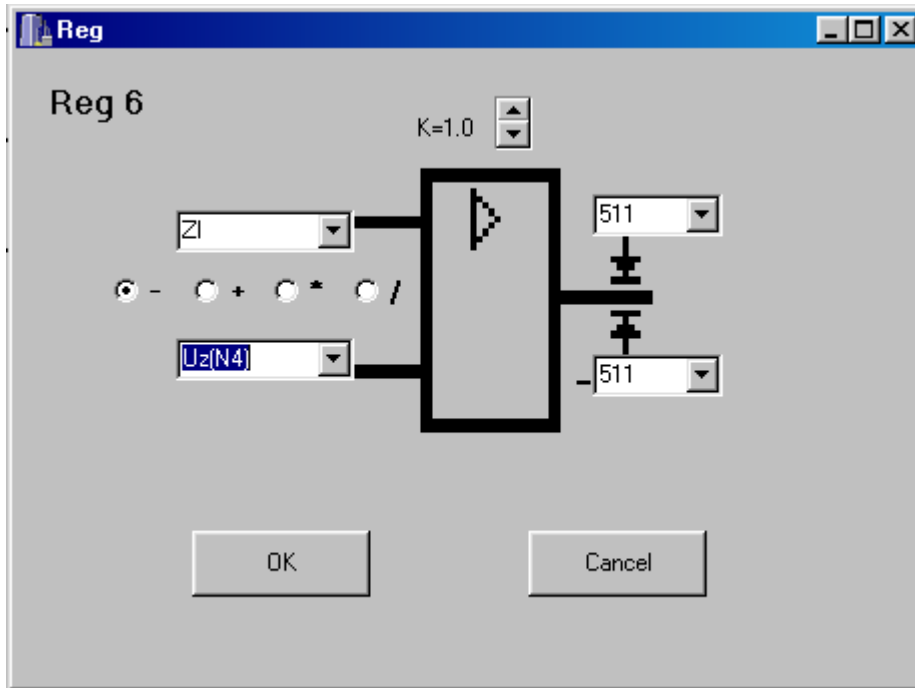 Reg
Reg 6
K=1.0
ZI
511
- + * /
Uz(N4)
-511
OK
Cancel